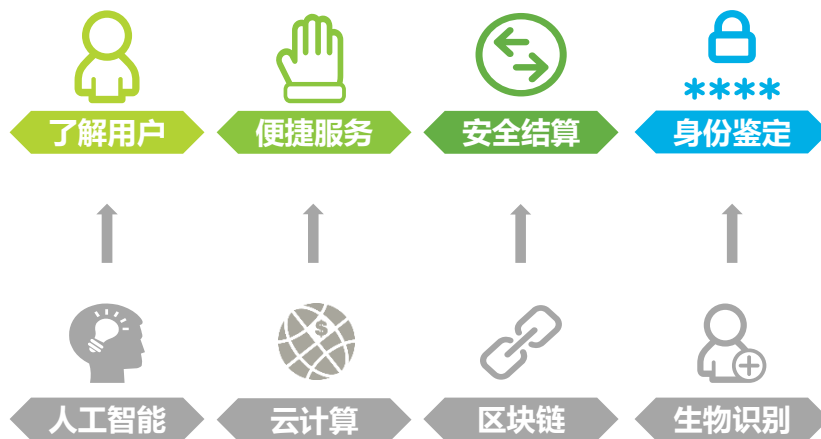 ****
了解用户 便捷服务 安全结算 身份鉴定
$
人工智能 云计算 区块链 生物识别